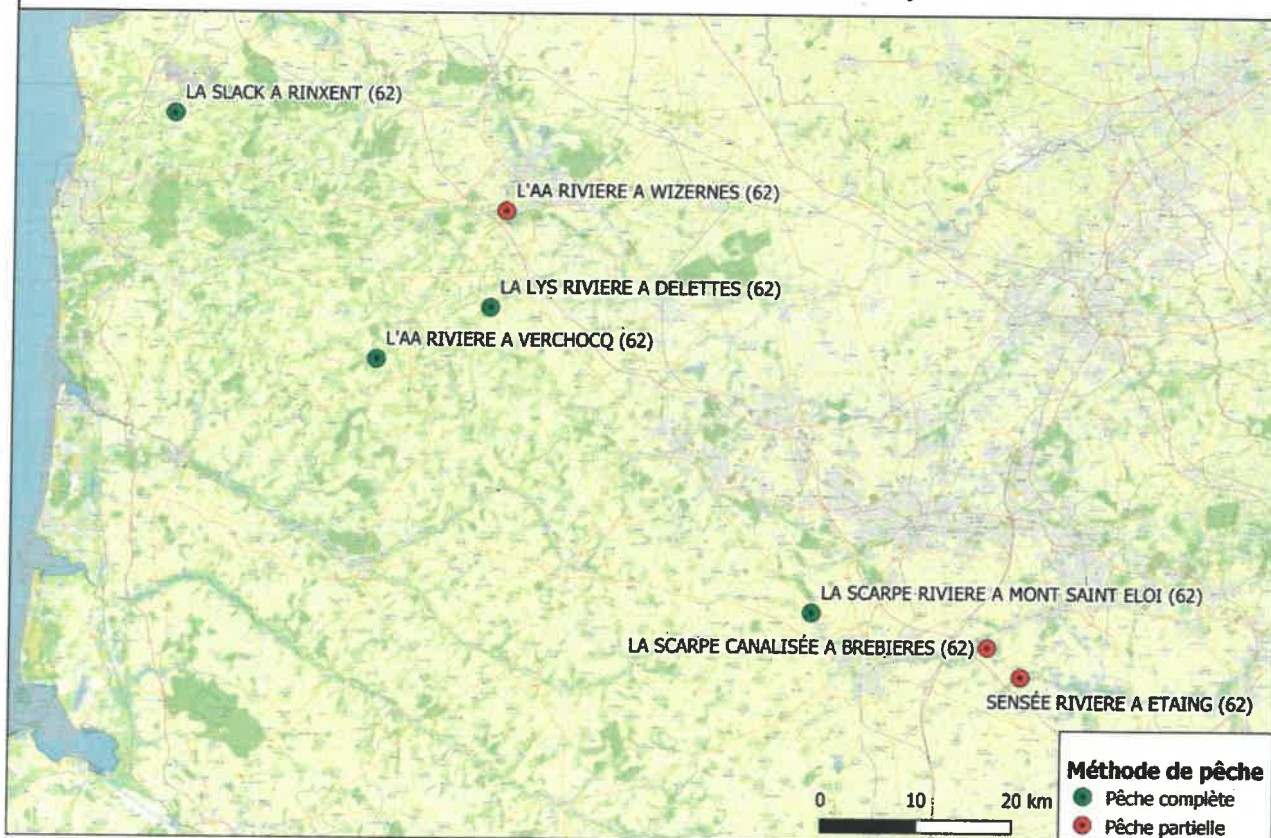 LA SLACK A RINXENT (62)
L'AA RIVIERE A WIZERNES (62)
LA LYS RIVIERE A DELETTES (62)
L'AA RIVIERE A VERCHOCQ (62)
LA SCARPE RIVIERE A MONT SAINT ELOI (62)
LA SCARPE CANALISÉE A BREBIERES (62)
SENSÉE RIVIERE A ETAING (62)
Méthode de pêche
Pêche complète
Pêche partielle
0 10 20 km